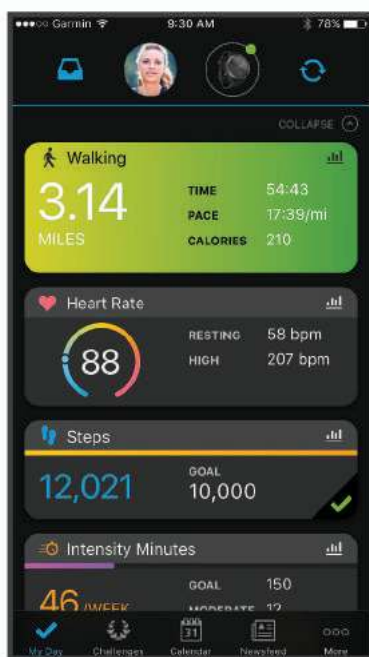 Garmin 9:30 AM 78%
COLLAPSE
Walking
3.14
MILES
TIME 54:43
PACE 17:39/mi
CALORIES 210
Heart Rate
88
RESTING 58 bpm
HIGH 207 bpm
Steps
12,021
GOAL
10,000
Intensity Minutes
46 /WEEK
GOAL 150
MODERATE 12
31
My Day Challenges Calendar Newsfeed More